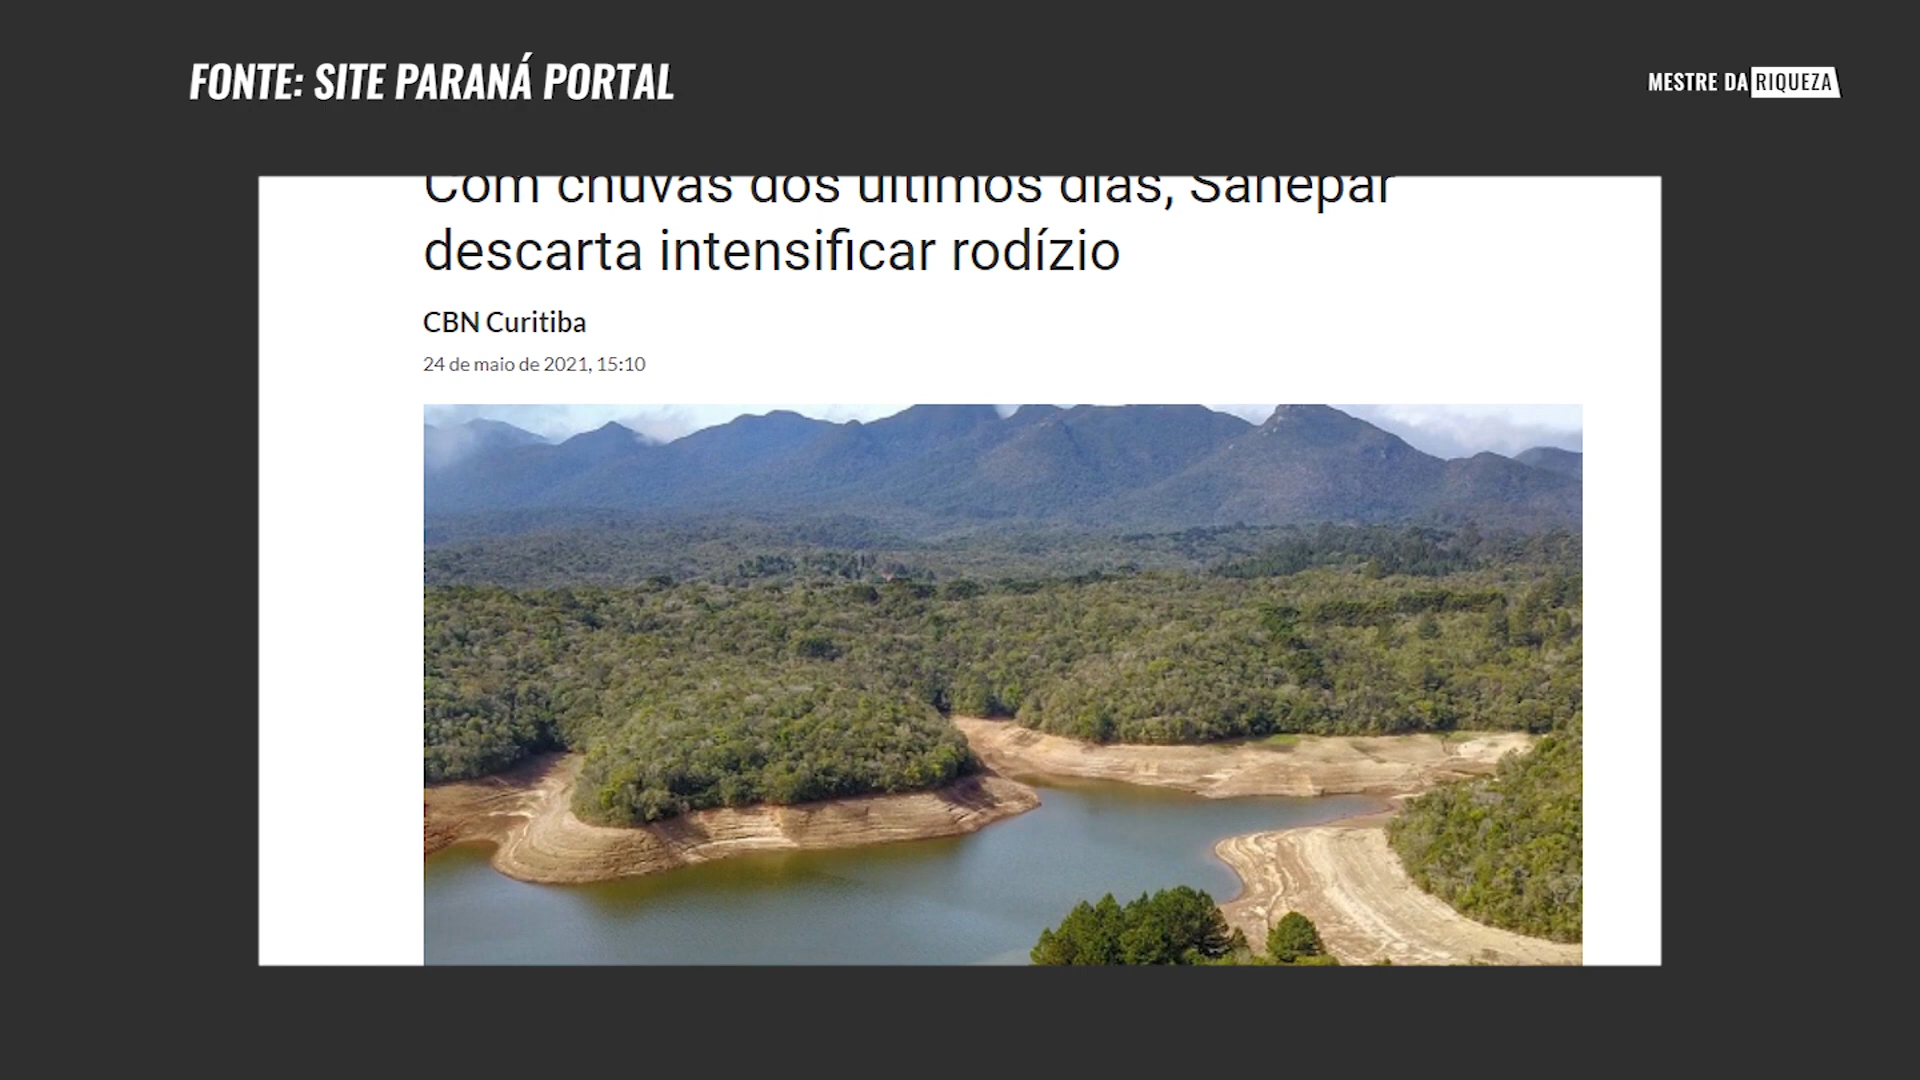 FONTE: SITE PARANÁ PORTAL
MESTRE DA RIQUEZA
Com chuvas dos últimos dias, Sanepar
descarta intensificar rodízio
CBN Curitiba
24 de maio de 2021, 15:10